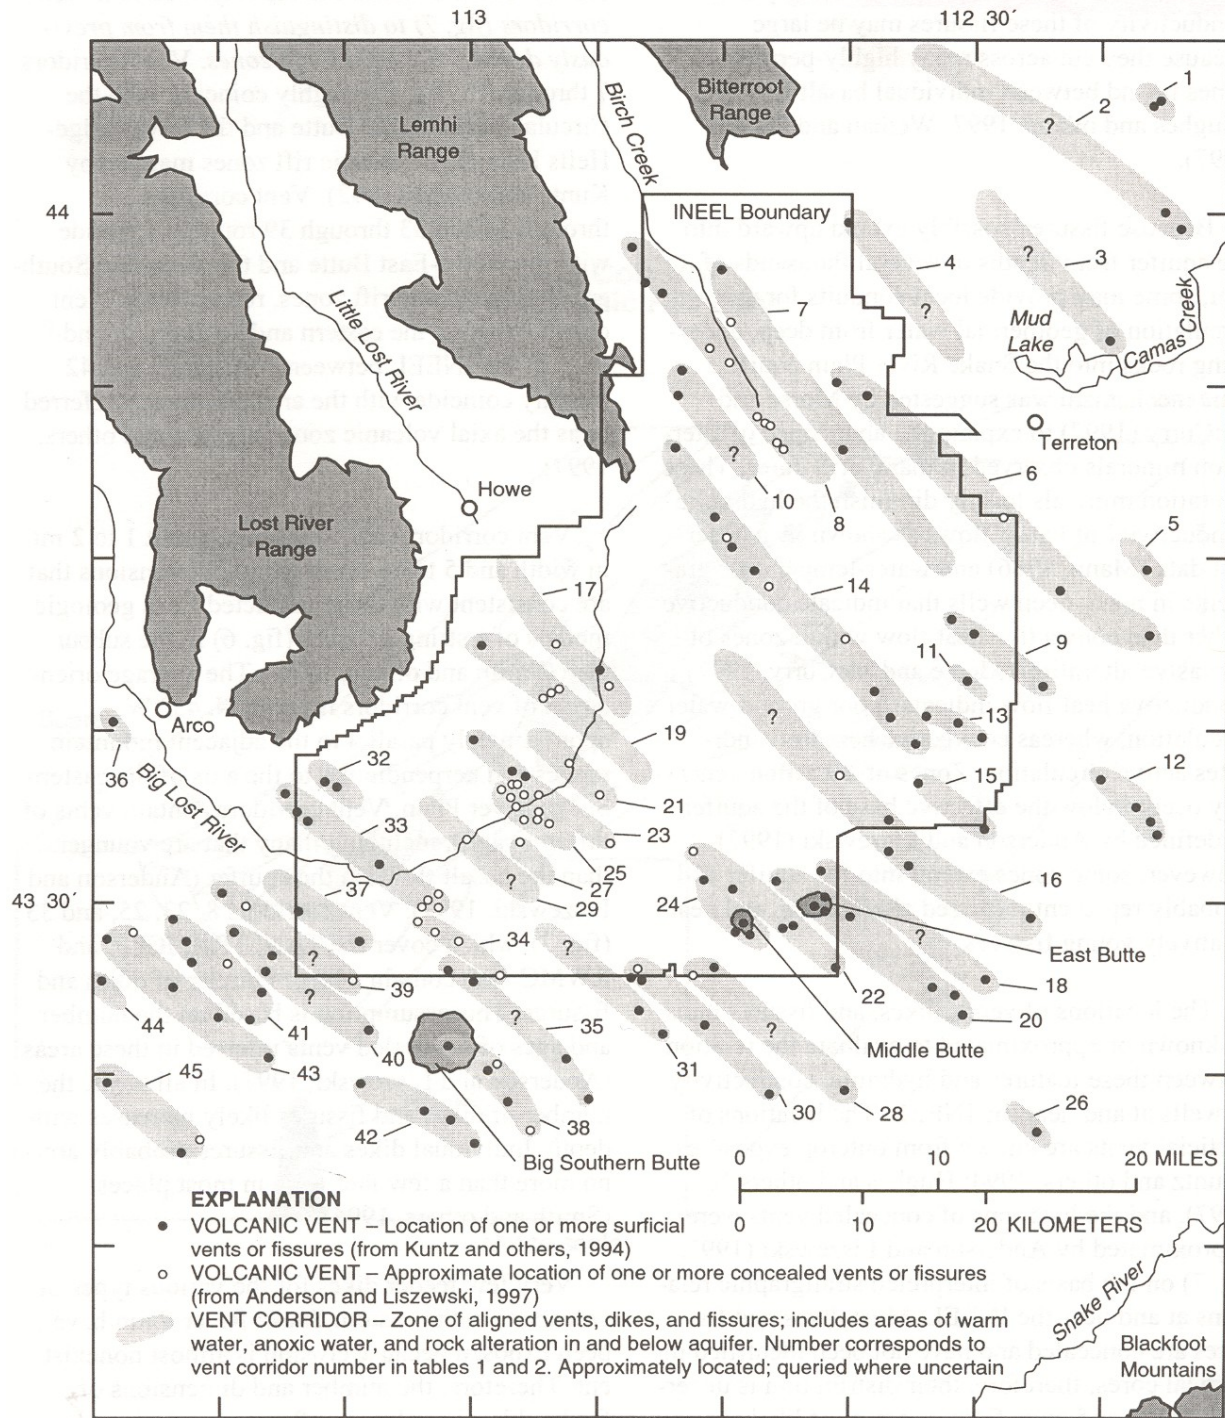 113
112 30'
Lemhi
Range
Birch Creek
Bitterroot
Range
1
2
?
44
INEEL Boundary
4
?
3
?
7
Little Lost River
Mud
Lake
Camas Creek
?
Terreton
6
Howe
10
8
5
Lost River
Range
17
14
9
11
Arco
36
13
?
32
19
15
12
21
Big Lost River
33
23
25
16
?
27
43 30
37
29
24
34
?
?
East Butte
?
39
22
18
44
?
41
?
35
20
Middle Butte
40
?
31
45
43
30
28
26
42
38
Big Southern Butte
0 10 20 MILES
0 10 20 KILOMETERS
EXPLANATION
VOLCANIC VENT – Location of one or more surficial
vents or fissures (from Kuntz and others, 1994)
VOLCANIC VENT – Approximate location of one or more concealed vents or fissures
(from Anderson and Liszewski, 1997)
VENT CORRIDOR – Zone of aligned vents, dikes, and fissures; includes areas of warm
water, anoxic water, and rock alteration in and below aquifer. Number corresponds to
vent corridor number in tables 1 and 2. Approximately located; queried where uncertain
Snake River
Blackfoot
Mountains